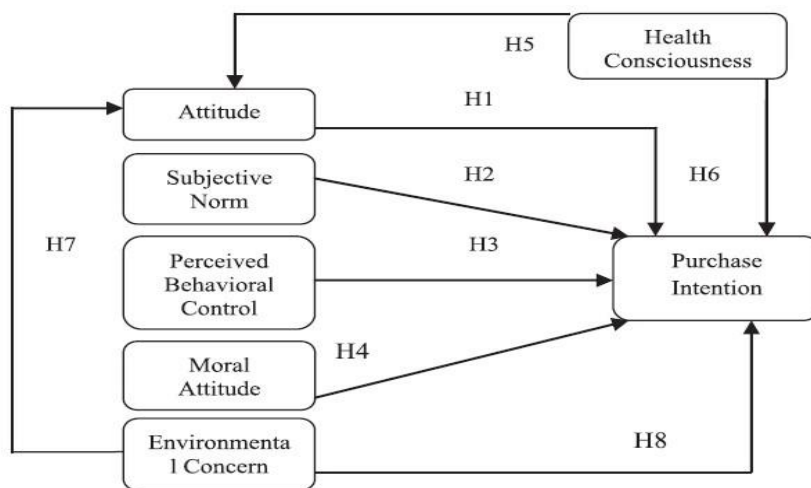 H5
Health
Consciousness
Attitude
H1
Subjective
Norm
H2
H6
H7
Perceived
Behavioral
Control
H3
Purchase
Intention
Moral
Attitude
H4
Environmenta
l Concern
H8